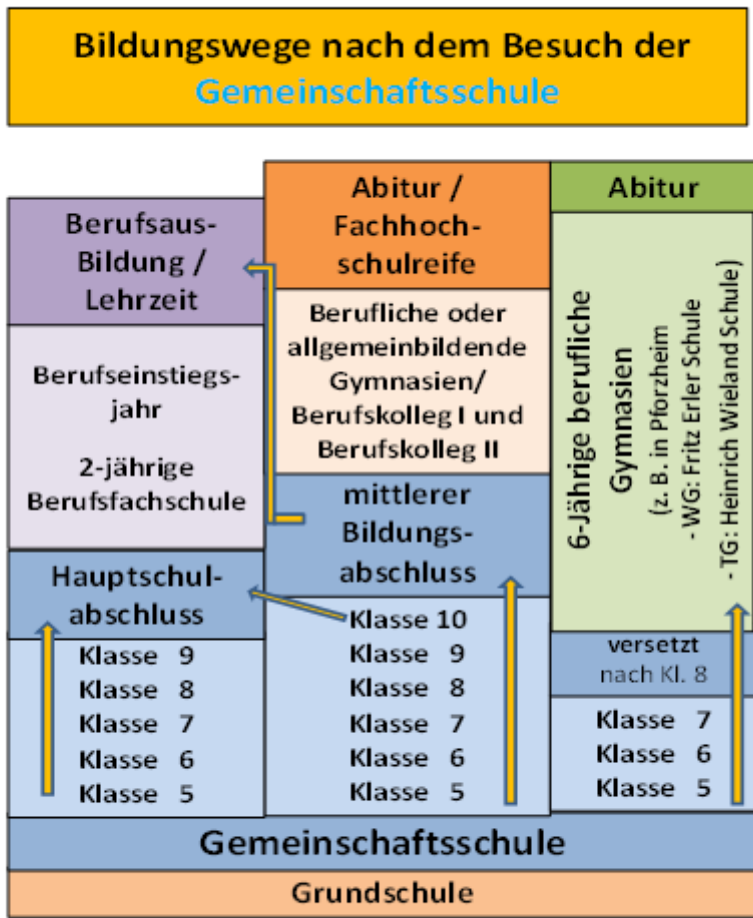 Bildungswege nach dem Besuch der
Gemeinschaftsschule
Berufsaus-
Bildung /
Lehrzeit
Berufseinstiegs-
jahr
2-jährige
Berufsfachschule
Hauptschul-
abschluss
Klasse 9
Klasse 8
Klasse 7
Klasse 6
Klasse 5
Abitur /
Fachhoch-
schulreife
Berufliche oder
allgemeinbildende
Gymnasien/
Berufskolleg I und
Berufskolleg II
mittlerer
Bildungs-
abschluss
Klasse 10
Klasse 9
Klasse 8
Klasse 7
Klasse 6
Klasse 5
Abitur
6-Jährige berufliche
Gymnasien
(z. B. in Pforzheim
- WG: Fritz Erler Schule
- TG: Heinrich Wieland Schule)
versetzt
nach Kl. 8
Klasse 7
Klasse 6
Klasse 5
Gemeinschaftsschule
Grundschule